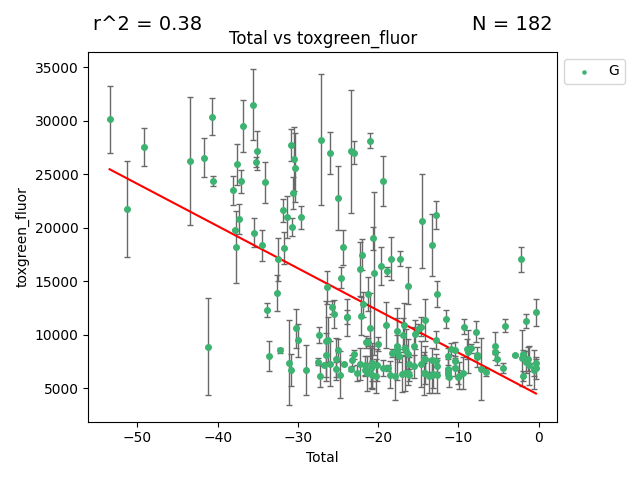 r^2 = 0.38
N = 182
Total vs toxgreen_fluor
G
35000
30000
25000
20000
15000
10000
5000
toxgreen_fluor
−50
−40
−30
−20
−10
0
Total